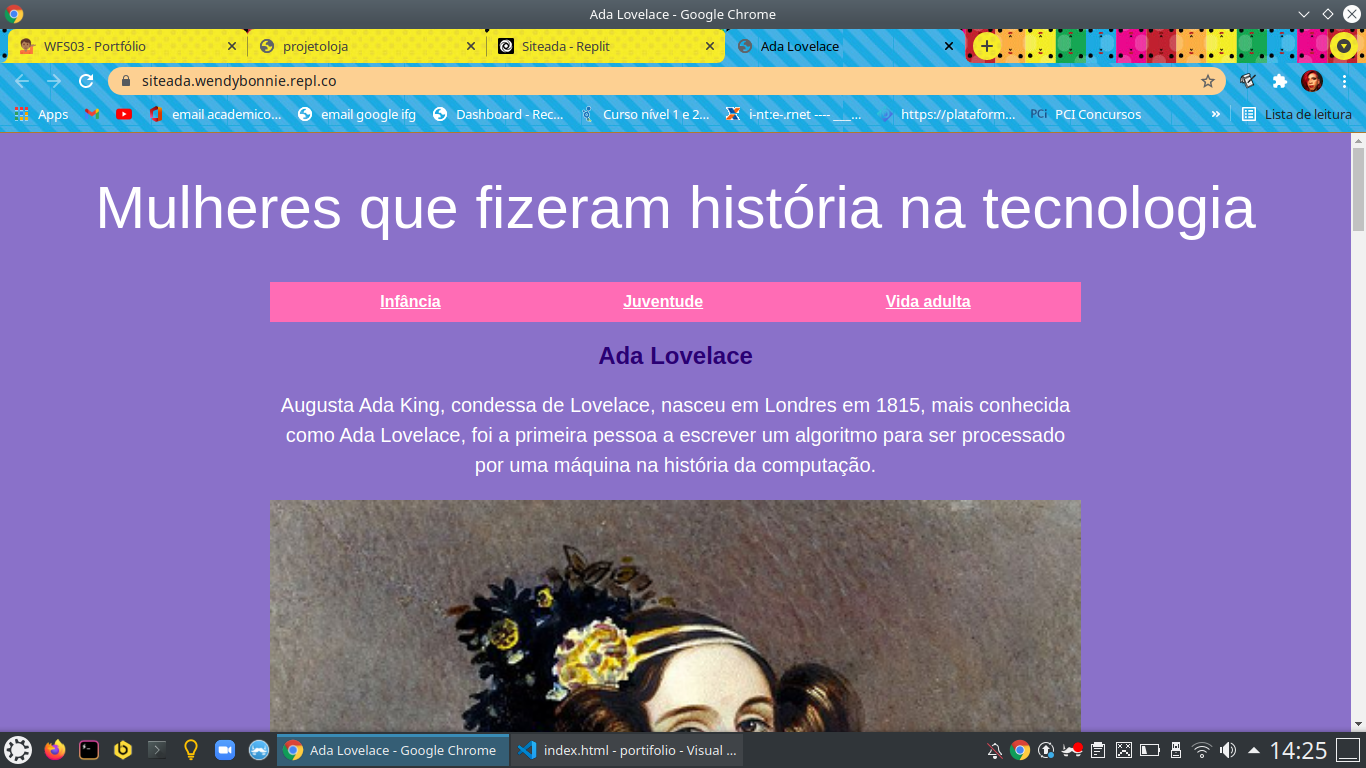 Ada Lovelace - Google Chrome
WFS03 - Portfólio
projetoloja
Siteada - Replit
Ada Lovelace
siteada.wendybonnie.repl.co
Apps
email academico...
email google ifg
Dashboard - Rec...
Curso nível 1 e 2...
i-nt:e-.rnet ---- ___...
https://plataform...
PCi PCI Concursos
»
Lista de leitura
Mulheres que fizeram história na tecnologia
Infância Juventude Vida adulta
Ada Lovelace
Augusta Ada King, condessa de Lovelace, nasceu em Londres em 1815, mais conhecida
como Ada Lovelace, foi a primeira pessoa a escrever um algoritmo para ser processado
por uma máquina na história da computação.
Ada Lovelace - Google Chrome
index.html - portifolio - Visual ...
14:25